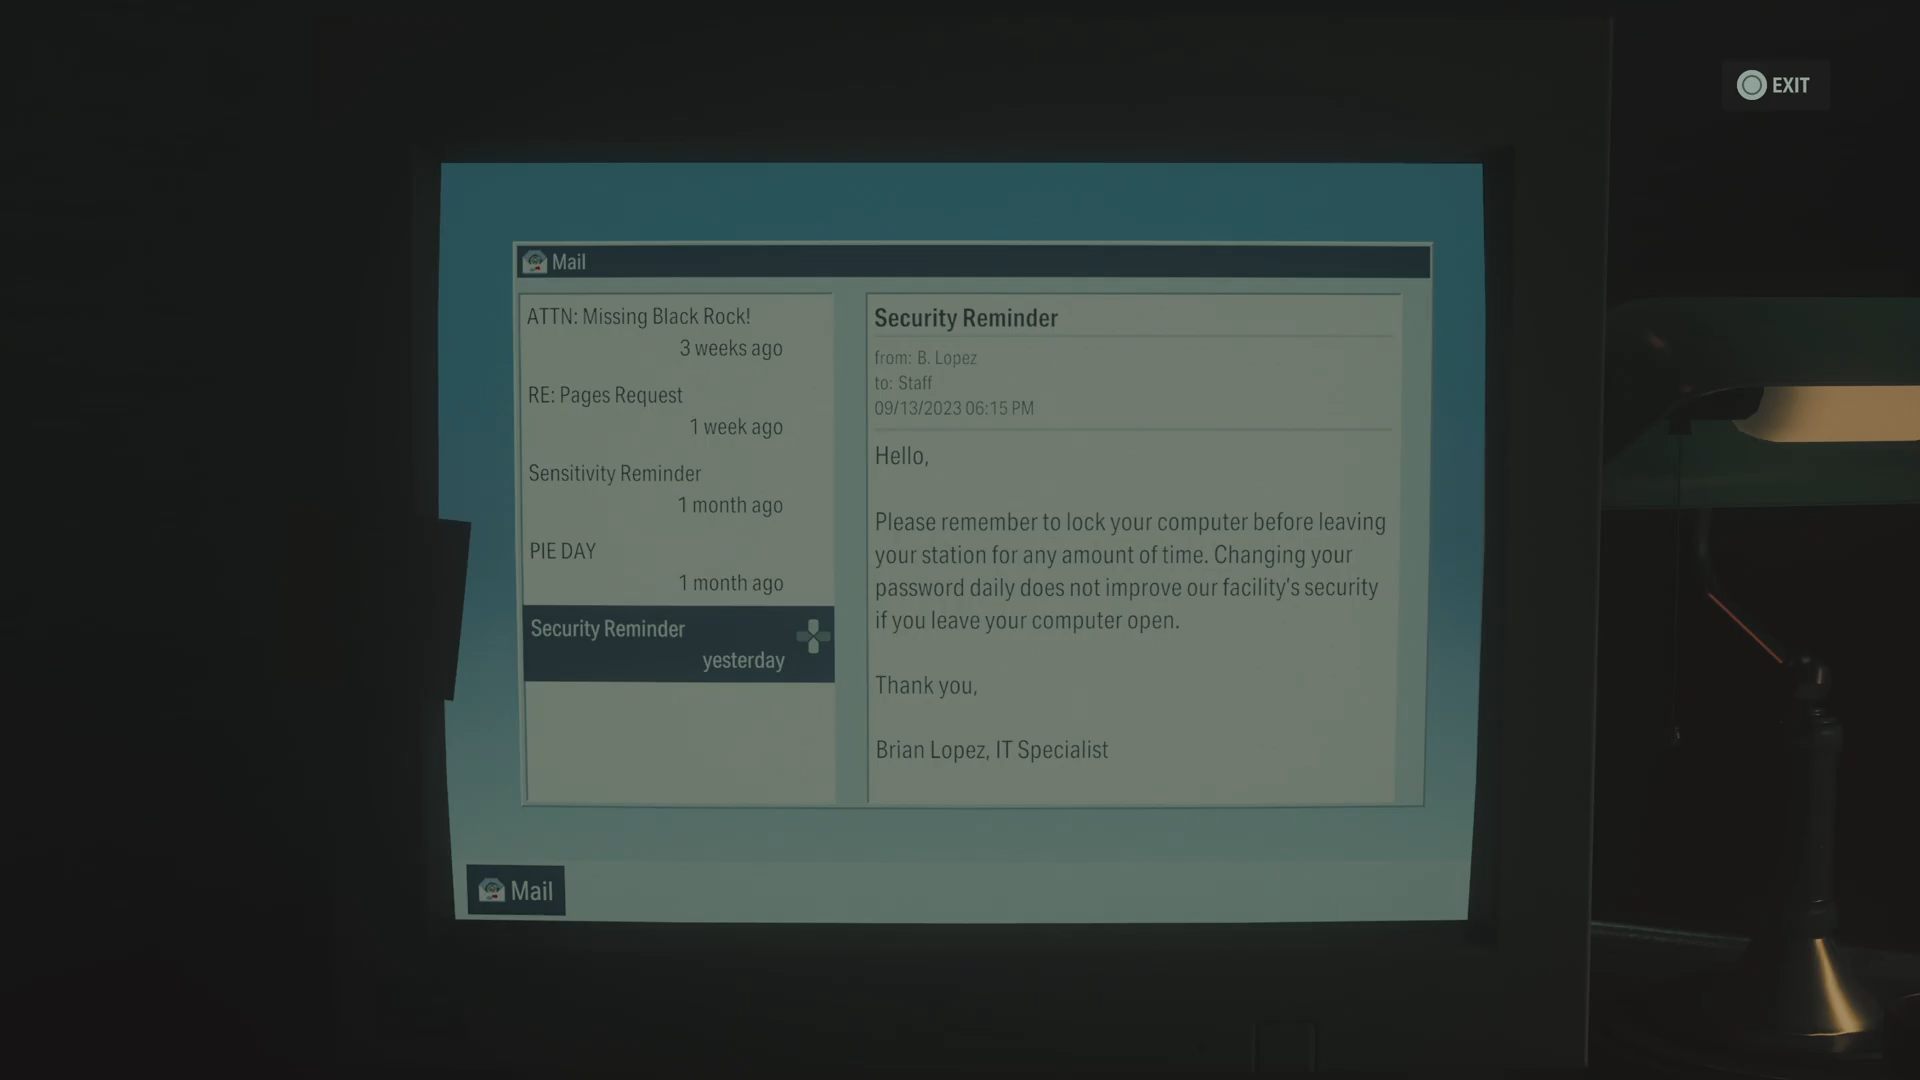 EXIT
Mail
ATTN: Missing Black Rock!
3 weeks ago
RE: Pages Request
1 week ago
Sensitivity Reminder
1 month ago
PIE DAY
1 month ago
Security Reminder
yesterday
Security Reminder
from: B. Lopez
to: Staff
09/13/2023 06:15 PM
Hello,
Please remember to lock your computer before leaving
your station for any amount of time. Changing your
password daily does not improve our facility's security
if you leave your computer open.
Thank you,
Brian Lopez, IT Specialist
Mail